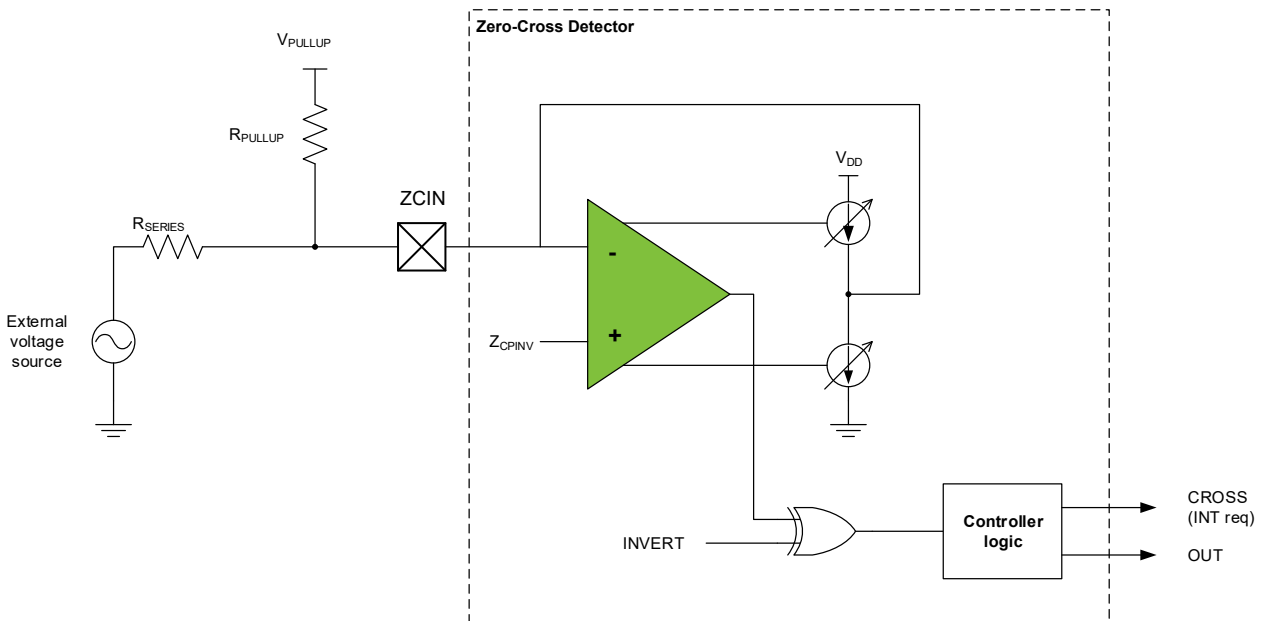 Zero-Cross Detector
VPULLUP
RPULLUP
ZCIN
RSERIES
VDD
-
+
ZCPINV
External
voltage
source
INVERT
Controller
logic
CROSS
(INT req)
OUT